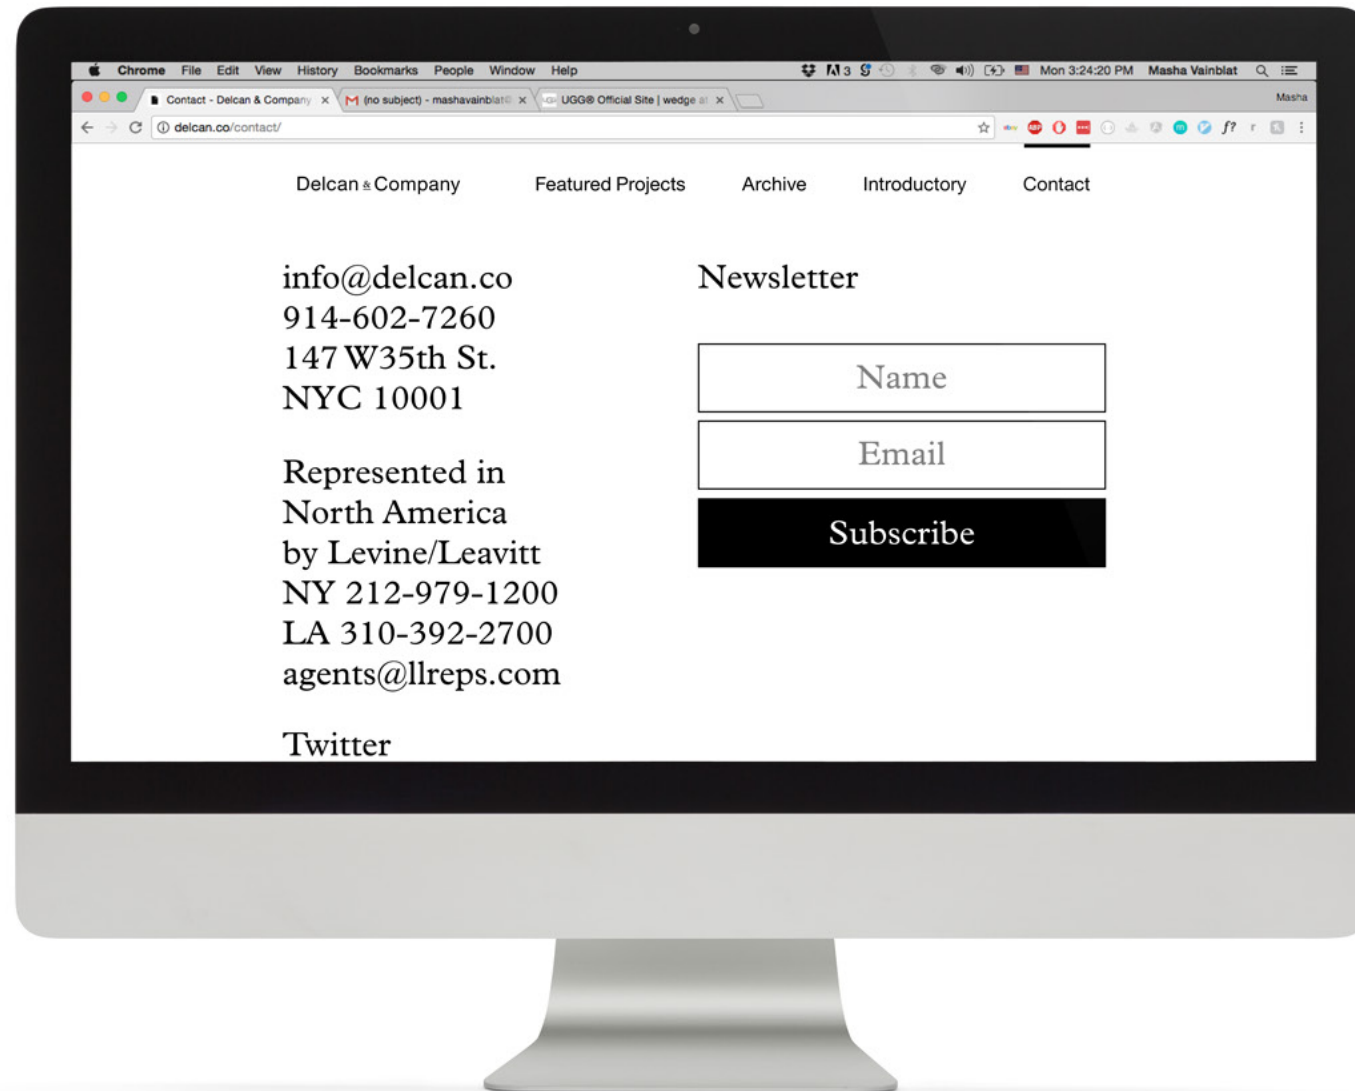 Chrome File Edit View History Bookmarks People Window Help 3 Mon 3:24:20 PM Masha Vainblat
Contact - Delcan & Company (no subject) - mashavainblat UGG® Official Site | wedge Masha
delcan.co/contact/ ABP f? r
Delcan & Company Featured Projects Archive Introductory Contact
info@delcan.co
914-602-7260
147 W35th St.
NYC 10001
Represented in
North America
by Levine/Leavitt
NY 212-979-1200
LA 310-392-2700
agents@llreps.com
Twitter
Newsletter
Name
Email
Subscribe